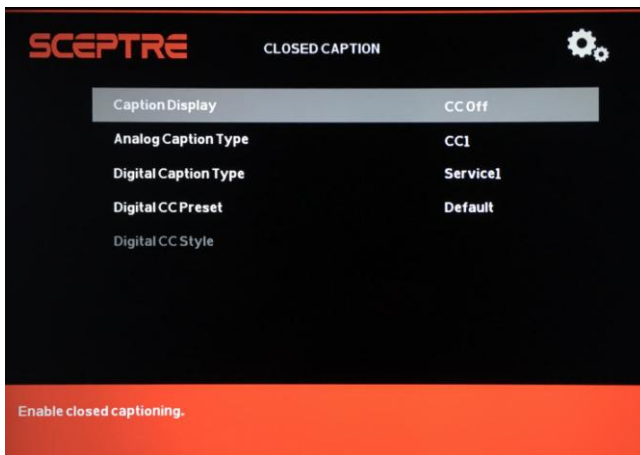 SCEPTRE
CLOSED CAPTION
Caption Display CC Off
Analog Caption Type CC1
Digital Caption Type Service1
Digital CC Preset Default
Digital CC Style
Enable closed captioning.